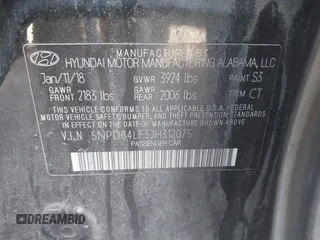 MANUFACTURED BY
HYUNDAI MOTOR MANUFACTURING ALABAMA, LLC
Jan/11/18 GVWR 3924 lbs PAINT S3
GAWR FRONT 2183 lbs GAWR REAR 2006 lbs TRIM CT
THIS VEHICLE CONFORMS TO ALL APPLICABLE U.S. FEDERAL
MOTOR VEHICLE SAFETY, BUMPER, AND THEFT PREVENTION
STANDARDS IN EFFECT ON THE DATE OF MANUFACTURE
SHOWN ABOVE.
V.I.N 5NPD84LF3JH312075
PASSENGER CAR
DREAMBID